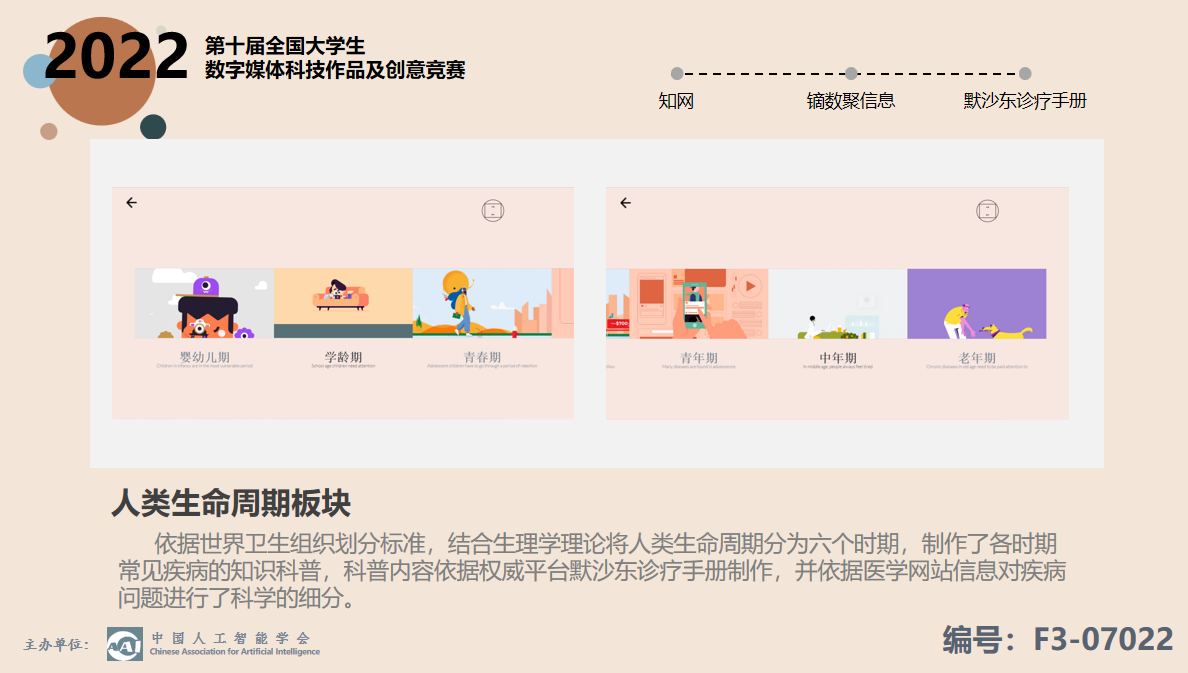 2022
第十届全国大学生
数字媒体科技作品及创意竞赛
知网
镝数聚信息
默沙东诊疗手册
婴幼儿期
Children in infancy are in the most vulnerable period
学龄期
School age children need attention
青春期
Adolescent children have to go through a period of rebellion
-$700
青年期
Many diseases are found in adolescence
中年期
In middle age, people always feel tired
老年期
Chronic diseases in old age need to be paid attention to
人类生命周期板块
依据世界卫生组织划分标准，结合生理学理论将人类生命周期分为六个时期，制作了各时期
常见疾病的知识科普，科普内容依据权威平台默沙东诊疗手册制作，并依据医学网站信息对疾病
问题进行了科学的细分。
主办单位：
CAAI
中国人工智能学会
Chinese Association for Artificial Intelligence
编号：F3-07022